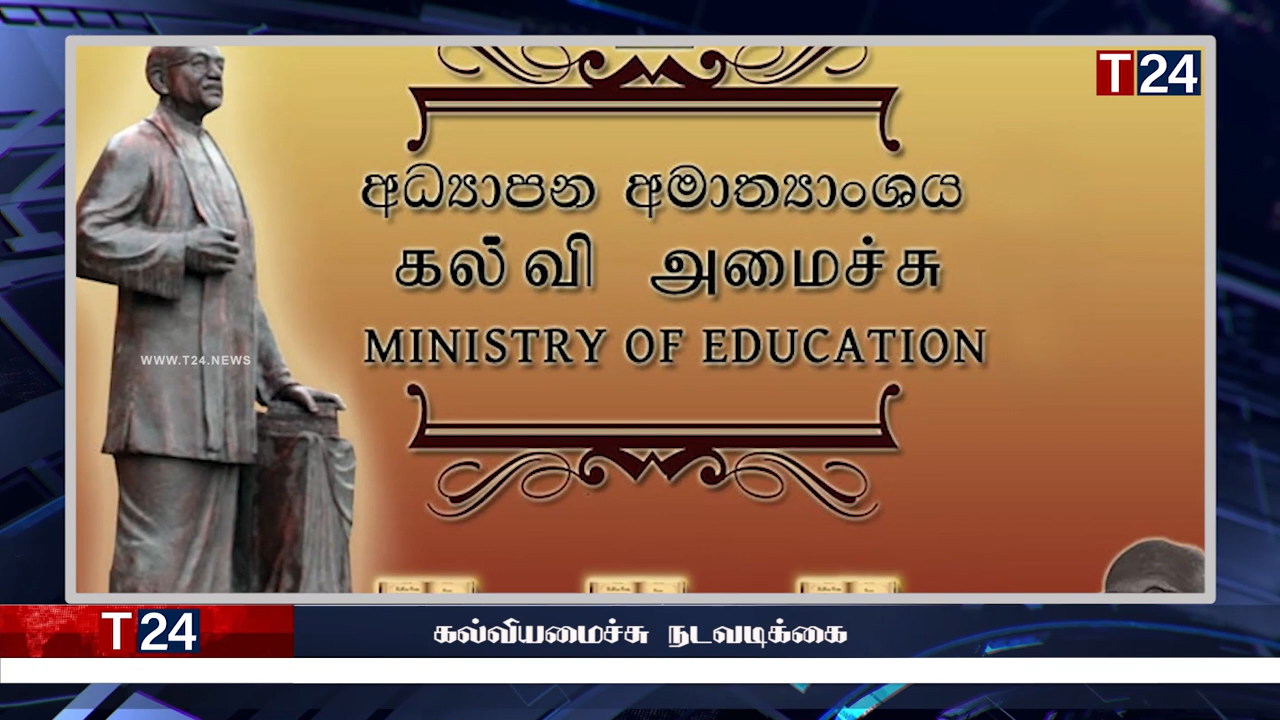 T24
අධ්‍යාපන අමාත්‍යාංශය
கல்வி அமைச்சு
MINISTRY OF EDUCATION
WWW.T24.NEWS
T24
கல்வியமைச்சு நடவடிக்கை